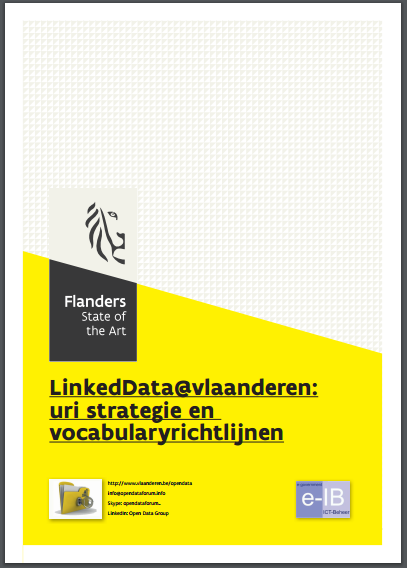 Flanders
State of
the Art
LinkedData@vlaanderen:
uri strategie en
vocabularyrichtlijnen
http://www.vlaanderen.be/opendata
info@opendataforum.info
Skype: opendataforum_
LinkedIn: Open Data Group
e-IB
ICT-Beheer